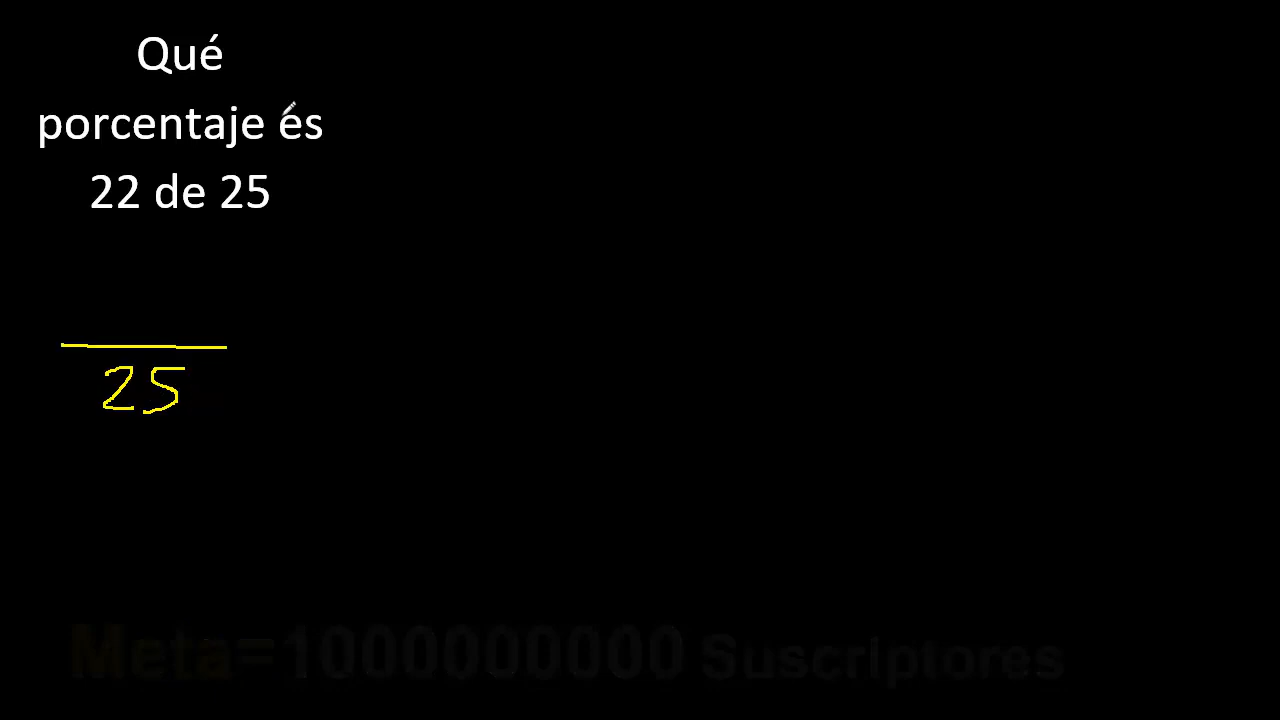 Qué
porcentaje és
22 de 25
25
Meta=1000000000 Suscriptores